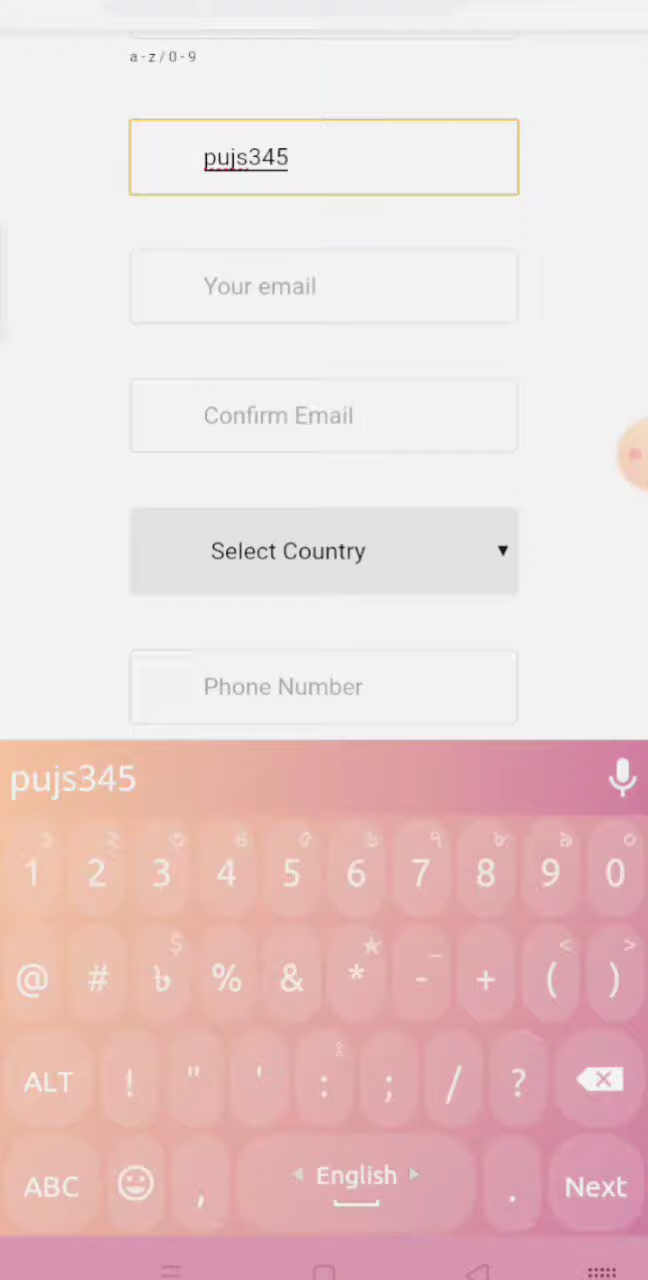 a-z/0-9
pujs345
Your email
Confirm Email
Select Country
Phone Number
pujs345
1 2 3 4 5 6 7 8 9 0
@ # ৳ % & * - + ( )
$ ★ _ < >
ALT ! " ' : ; / ?
ABC , English . Next